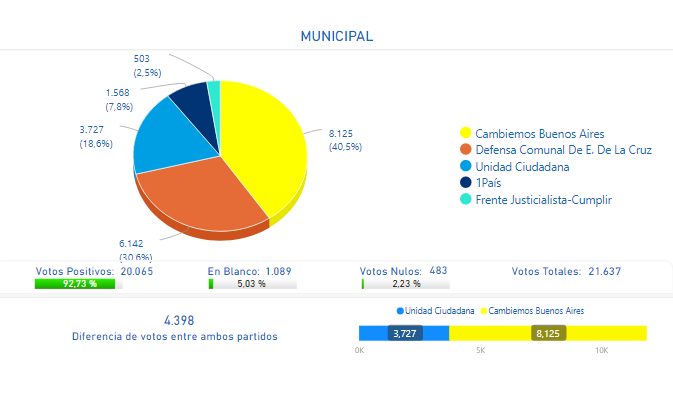 MUNICIPAL
503
(2,5%)
1.568
(7,8%)
3.727
(18,6%)
8.125
(40,5%)
6.142
(30,6%)
Cambiemos Buenos Aires
Defensa Comunal De E. De La Cruz
Unidad Ciudadana
1País
Frente Justicialista-Cumplir
Votos Positivos: 20.065
92,73 %
En Blanco: 1.089
5,03 %
Votos Nulos: 483
2,23 %
Votos Totales: 21.637
4.398
Diferencia de votos entre ambos partidos
Unidad Ciudadana Cambiemos Buenos Aires
3,727 8,125
0K 5K 10K